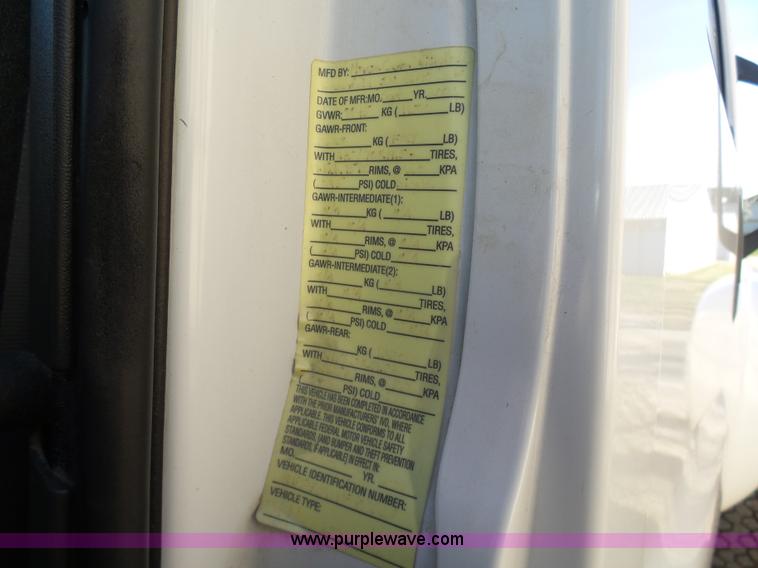 MFD BY:
DATE OF MFR:MO. YR.
GVWR: KG ( LB)
GAWR-FRONT:
KG ( LB)
WITH TIRES,
RIMS, @ KPA
( PSI) COLD
GAWR-INTERMEDIATE(1):
KG ( LB)
WITH TIRES,
RIMS, @ KPA
( PSI) COLD
GAWR-INTERMEDIATE(2):
KG ( LB)
WITH TIRES,
RIMS, @ KPA
( PSI) COLD
GAWR-REAR:
KG ( LB)
WITH TIRES,
RIMS, @ KPA
( PSI) COLD
THIS VEHICLE HAS BEEN COMPLETED IN ACCORDANCE
WITH THE PRIOR MANUFACTURERS' IVD, WHERE
APPLICABLE. THIS VEHICLE CONFORMS TO ALL
APPLICABLE FEDERAL MOTOR VEHICLE SAFETY
STANDARDS, (AND BUMPER AND THEFT PREVENTION
STANDARDS, IF APPLICABLE) IN EFFECT IN:
MO. YR.
VEHICLE IDENTIFICATION NUMBER:
VEHICLE TYPE:
www.purplewave.com